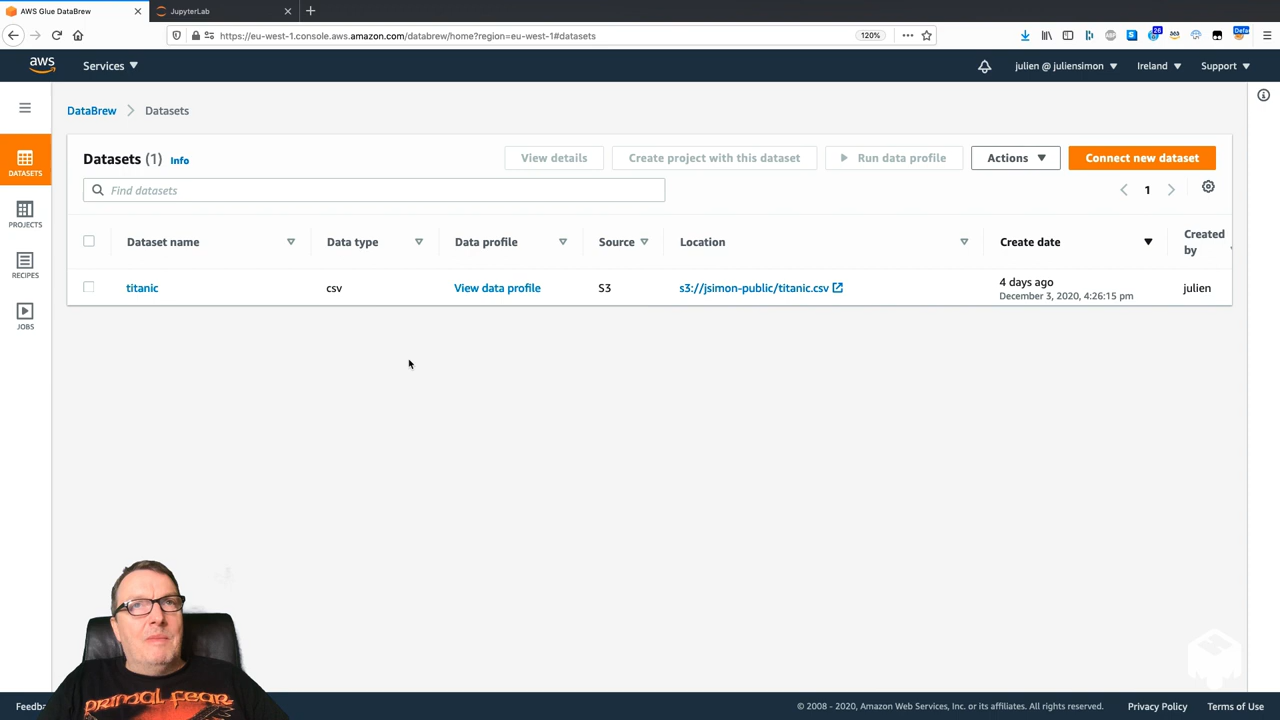 AWS Glue DataBrew
JupyterLab
https://eu-west-1.console.aws.amazon.com/databrew/home?region=eu-west-1#datasets
120%
26
Defa
aws
Services
julien @ juliensimon
Ireland
Support
DataBrew
Datasets
DATASETS
PROJECTS
RECIPES
JOBS
Datasets (1)
Info
View details
Create project with this dataset
Run data profile
Actions
Connect new dataset
Find datasets
1
Dataset name
Data type
Data profile
Source
Location
Create date
Created
by
titanic
csv
View data profile
S3
s3://jsimon-public/titanic.csv
4 days ago
December 3, 2020, 4:26:15 pm
julien
PRIMAL FEAR
Feedba
© 2008 - 2020, Amazon Web Services, Inc. or its affiliates. All rights reserved.
Privacy Policy
Terms of Use